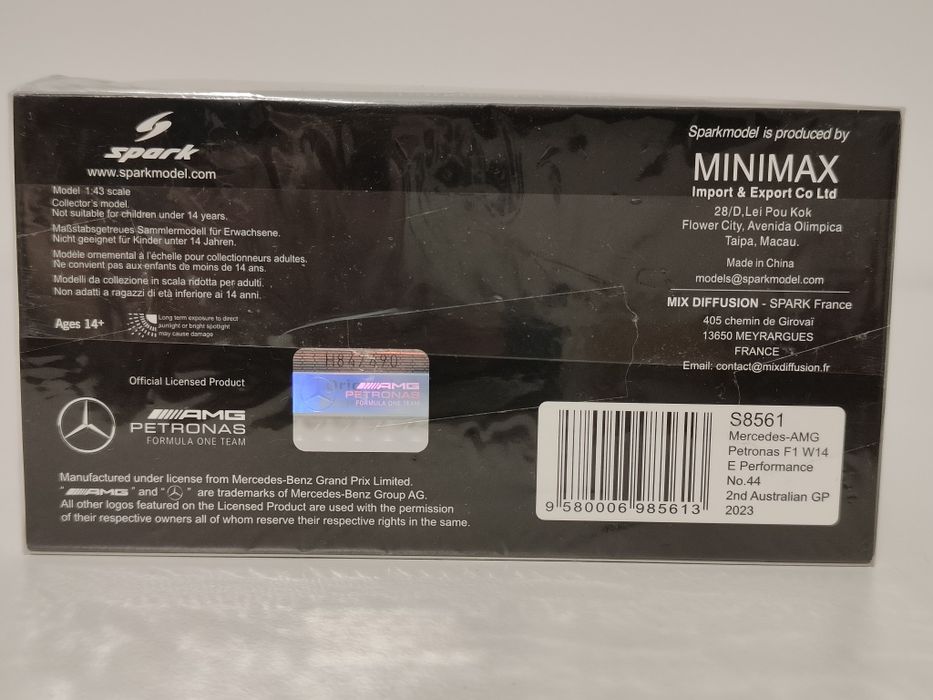 spark
www.sparkmodel.com
Model 1:43 scale
Collector's model.
Not suitable for children under 14 years.
Maßstabsgetreues Sammlermodell für Erwachsene.
Nicht geeignet für Kinder unter 14 Jahren.
Modèle ornemental à l'échelle pour collectionneurs adultes.
Ne convient pas aux enfants de moins de 14 ans.
Modelli da collezione in scala ridotta per adulti.
Non adatti a ragazzi di età inferiore ai 14 anni.
Ages 14+
Long term exposure to direct
sunlight or bright spotlight
may cause damage
Official Licensed Product
AMG
PETRONAS
FORMULA ONE TEAM
AMG
PETRONAS
FORMULA ONE TEAM
Manufactured under license from Mercedes-Benz Grand Prix Limited.
"AMG" and " " are trademarks of Mercedes-Benz Group AG.
All other logos featured on the Licensed Product are used with the permission
of their respective owners all of whom reserve their respective rights in the same.
Sparkmodel is produced by
MINIMAX
Import & Export Co Ltd
28/D,Lei Pou Kok
Flower City, Avenida Olimpica
Taipa, Macau.
Made in China
models@sparkmodel.com
MIX DIFFUSION - SPARK France
405 chemin de Girovaï
13650 MEYRARGUES
FRANCE
Email: contact@mixdiffusion.fr
9 580006 985613
S8561
Mercedes-AMG
Petronas F1 W14
E Performance
No.44
2nd Australian GP
2023